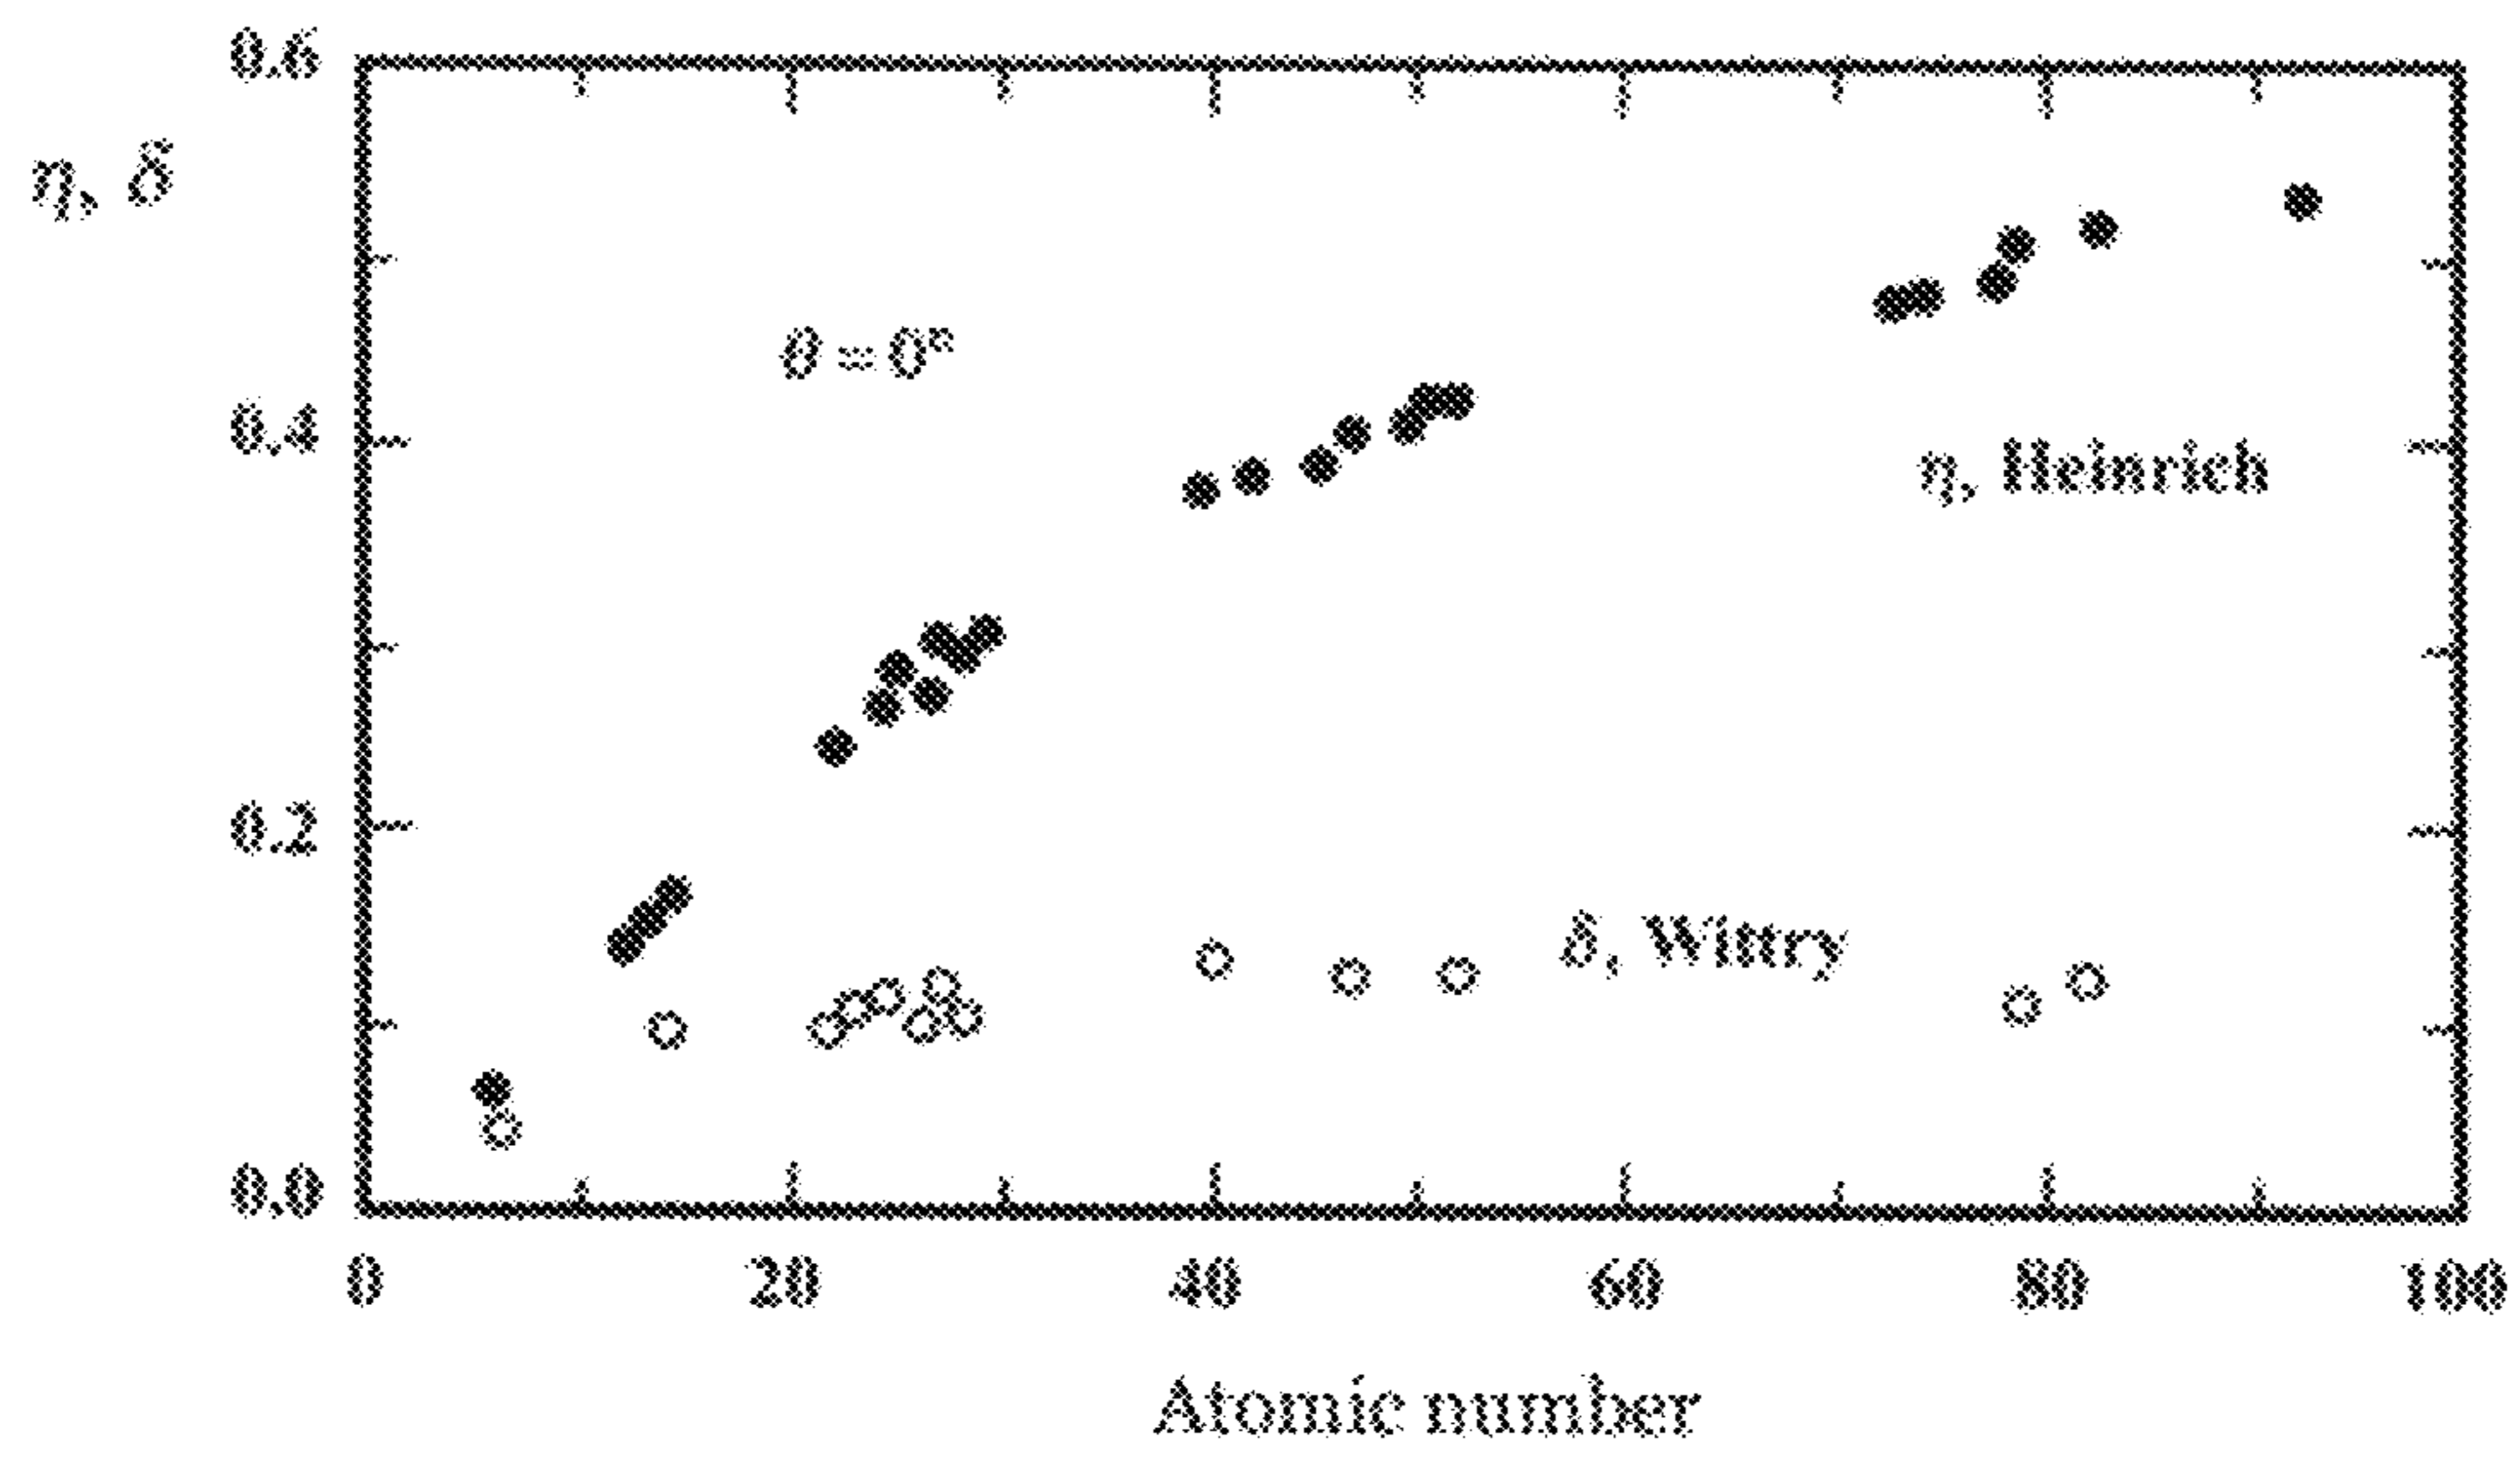 0.6
η, δ
θ = 0°
0.4
η, Heinrich
0.2
δ, Wittry
0.0
0 20 40 60 80 100
Atomic number